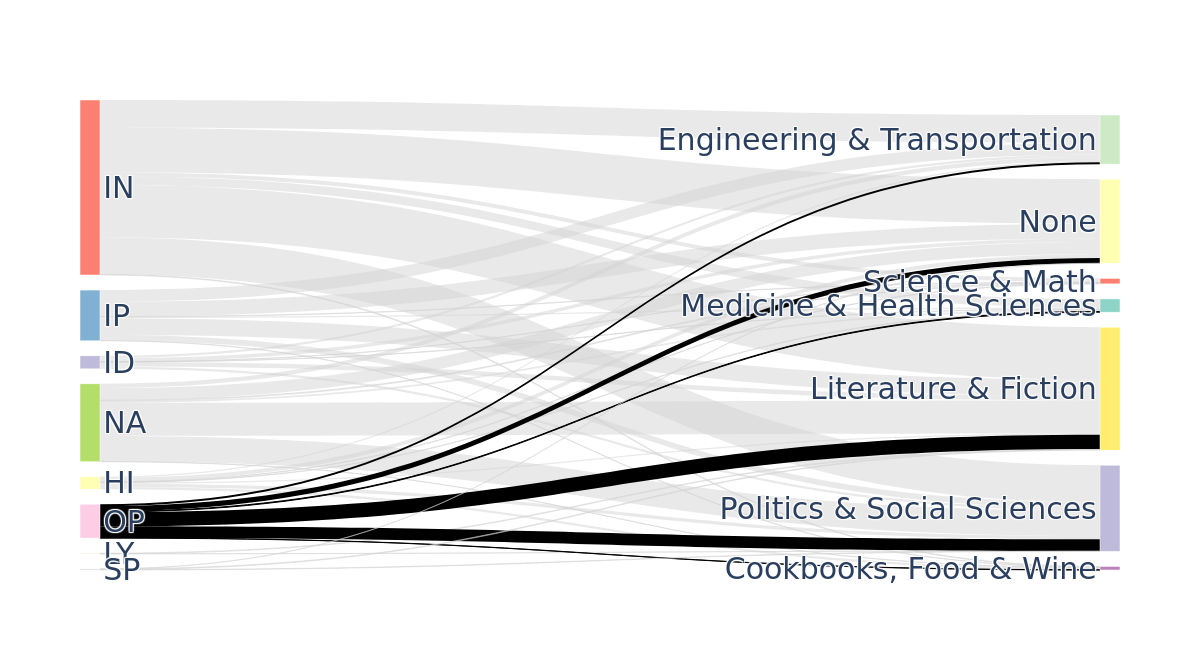 IN
IP
ID
NA
HI
OP
LY
SP
Engineering & Transportation
None
Science & Math
Medicine & Health Sciences
Literature & Fiction
Politics & Social Sciences
Cookbooks, Food & Wine